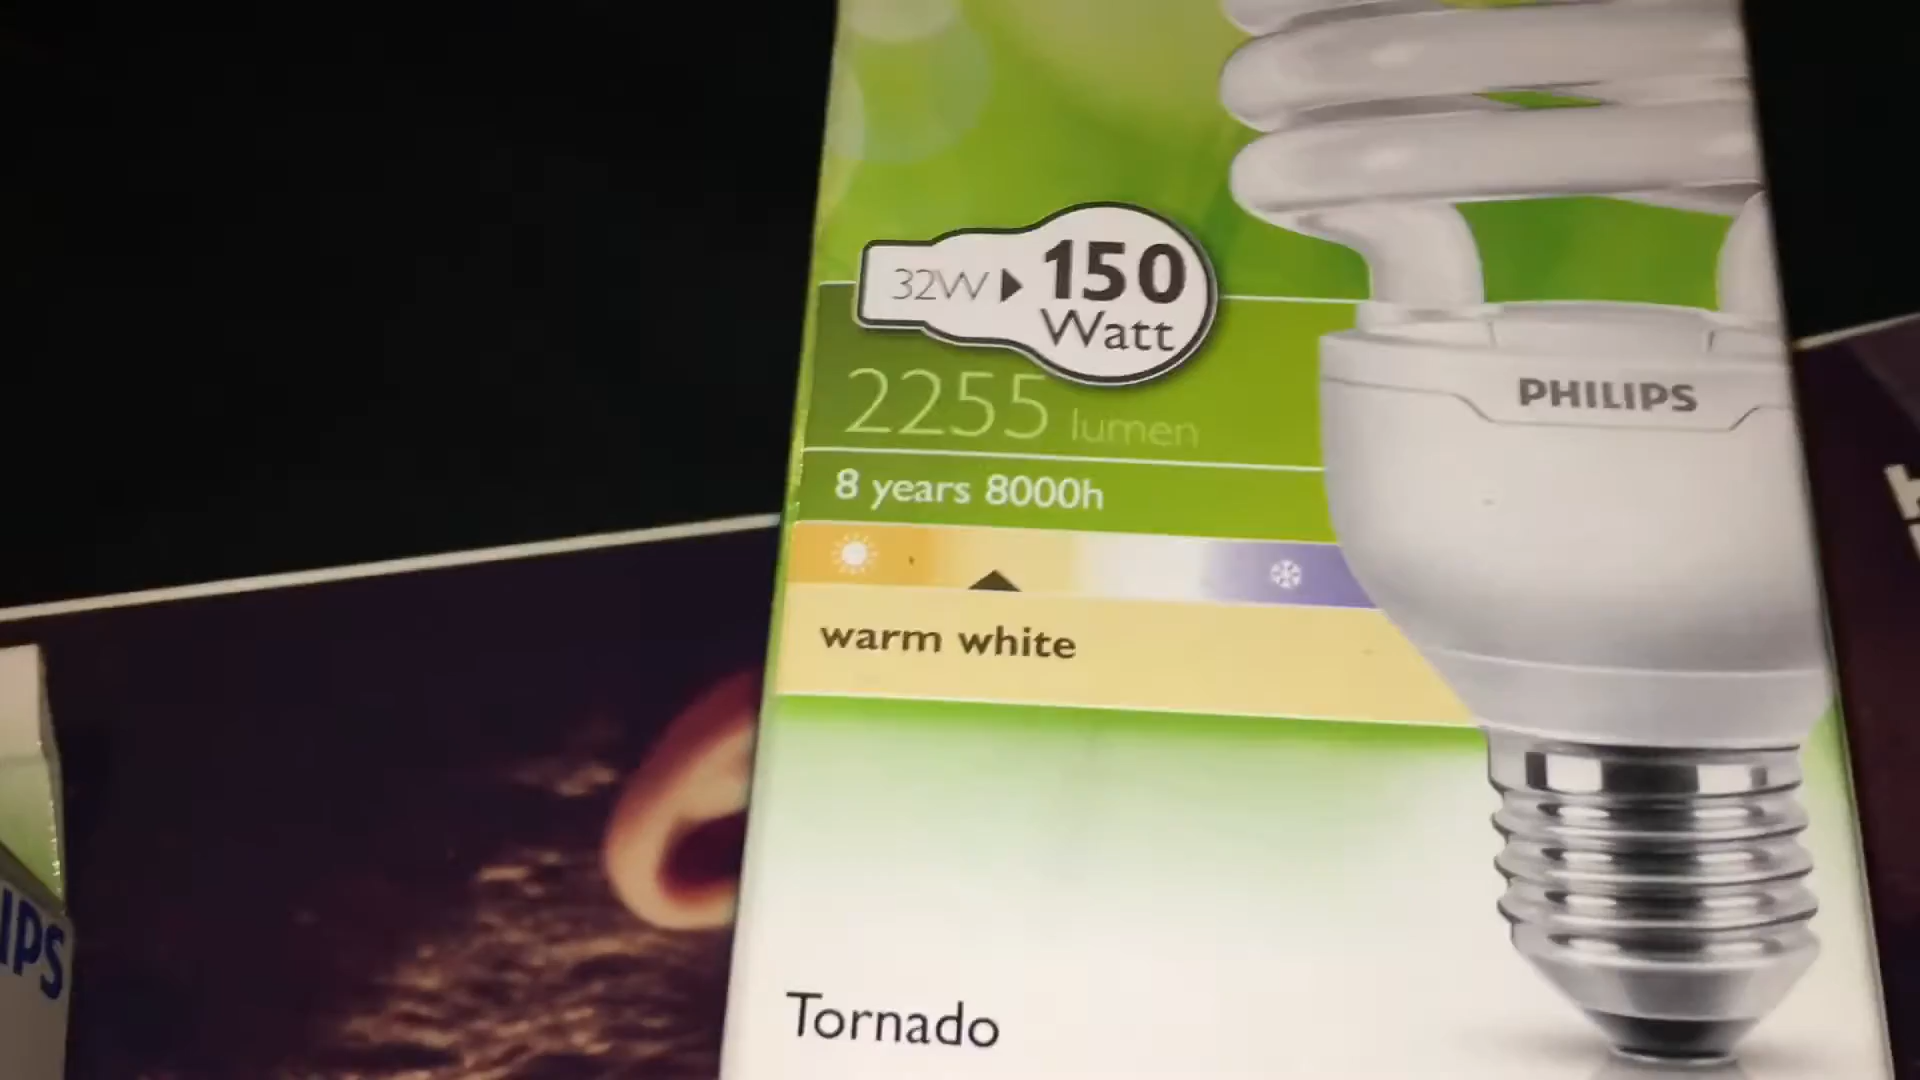 32W 150
Watt
2255 lumen
PHILIPS
8 years 8000h
warm white
IPS
Tornado